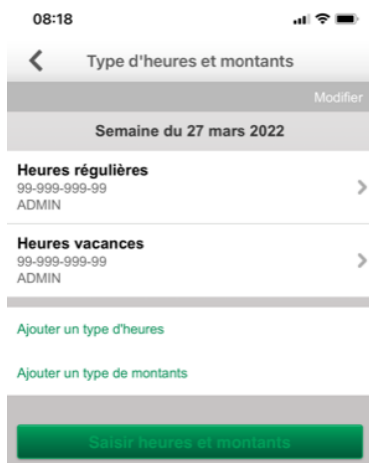 08:18
Type d'heures et montants
Modifier
Semaine du 27 mars 2022
Heures régulières
99-999-999-99
ADMIN
Heures vacances
99-999-999-99
ADMIN
Ajouter un type d'heures
Ajouter un type de montants
Saisir heures et montants